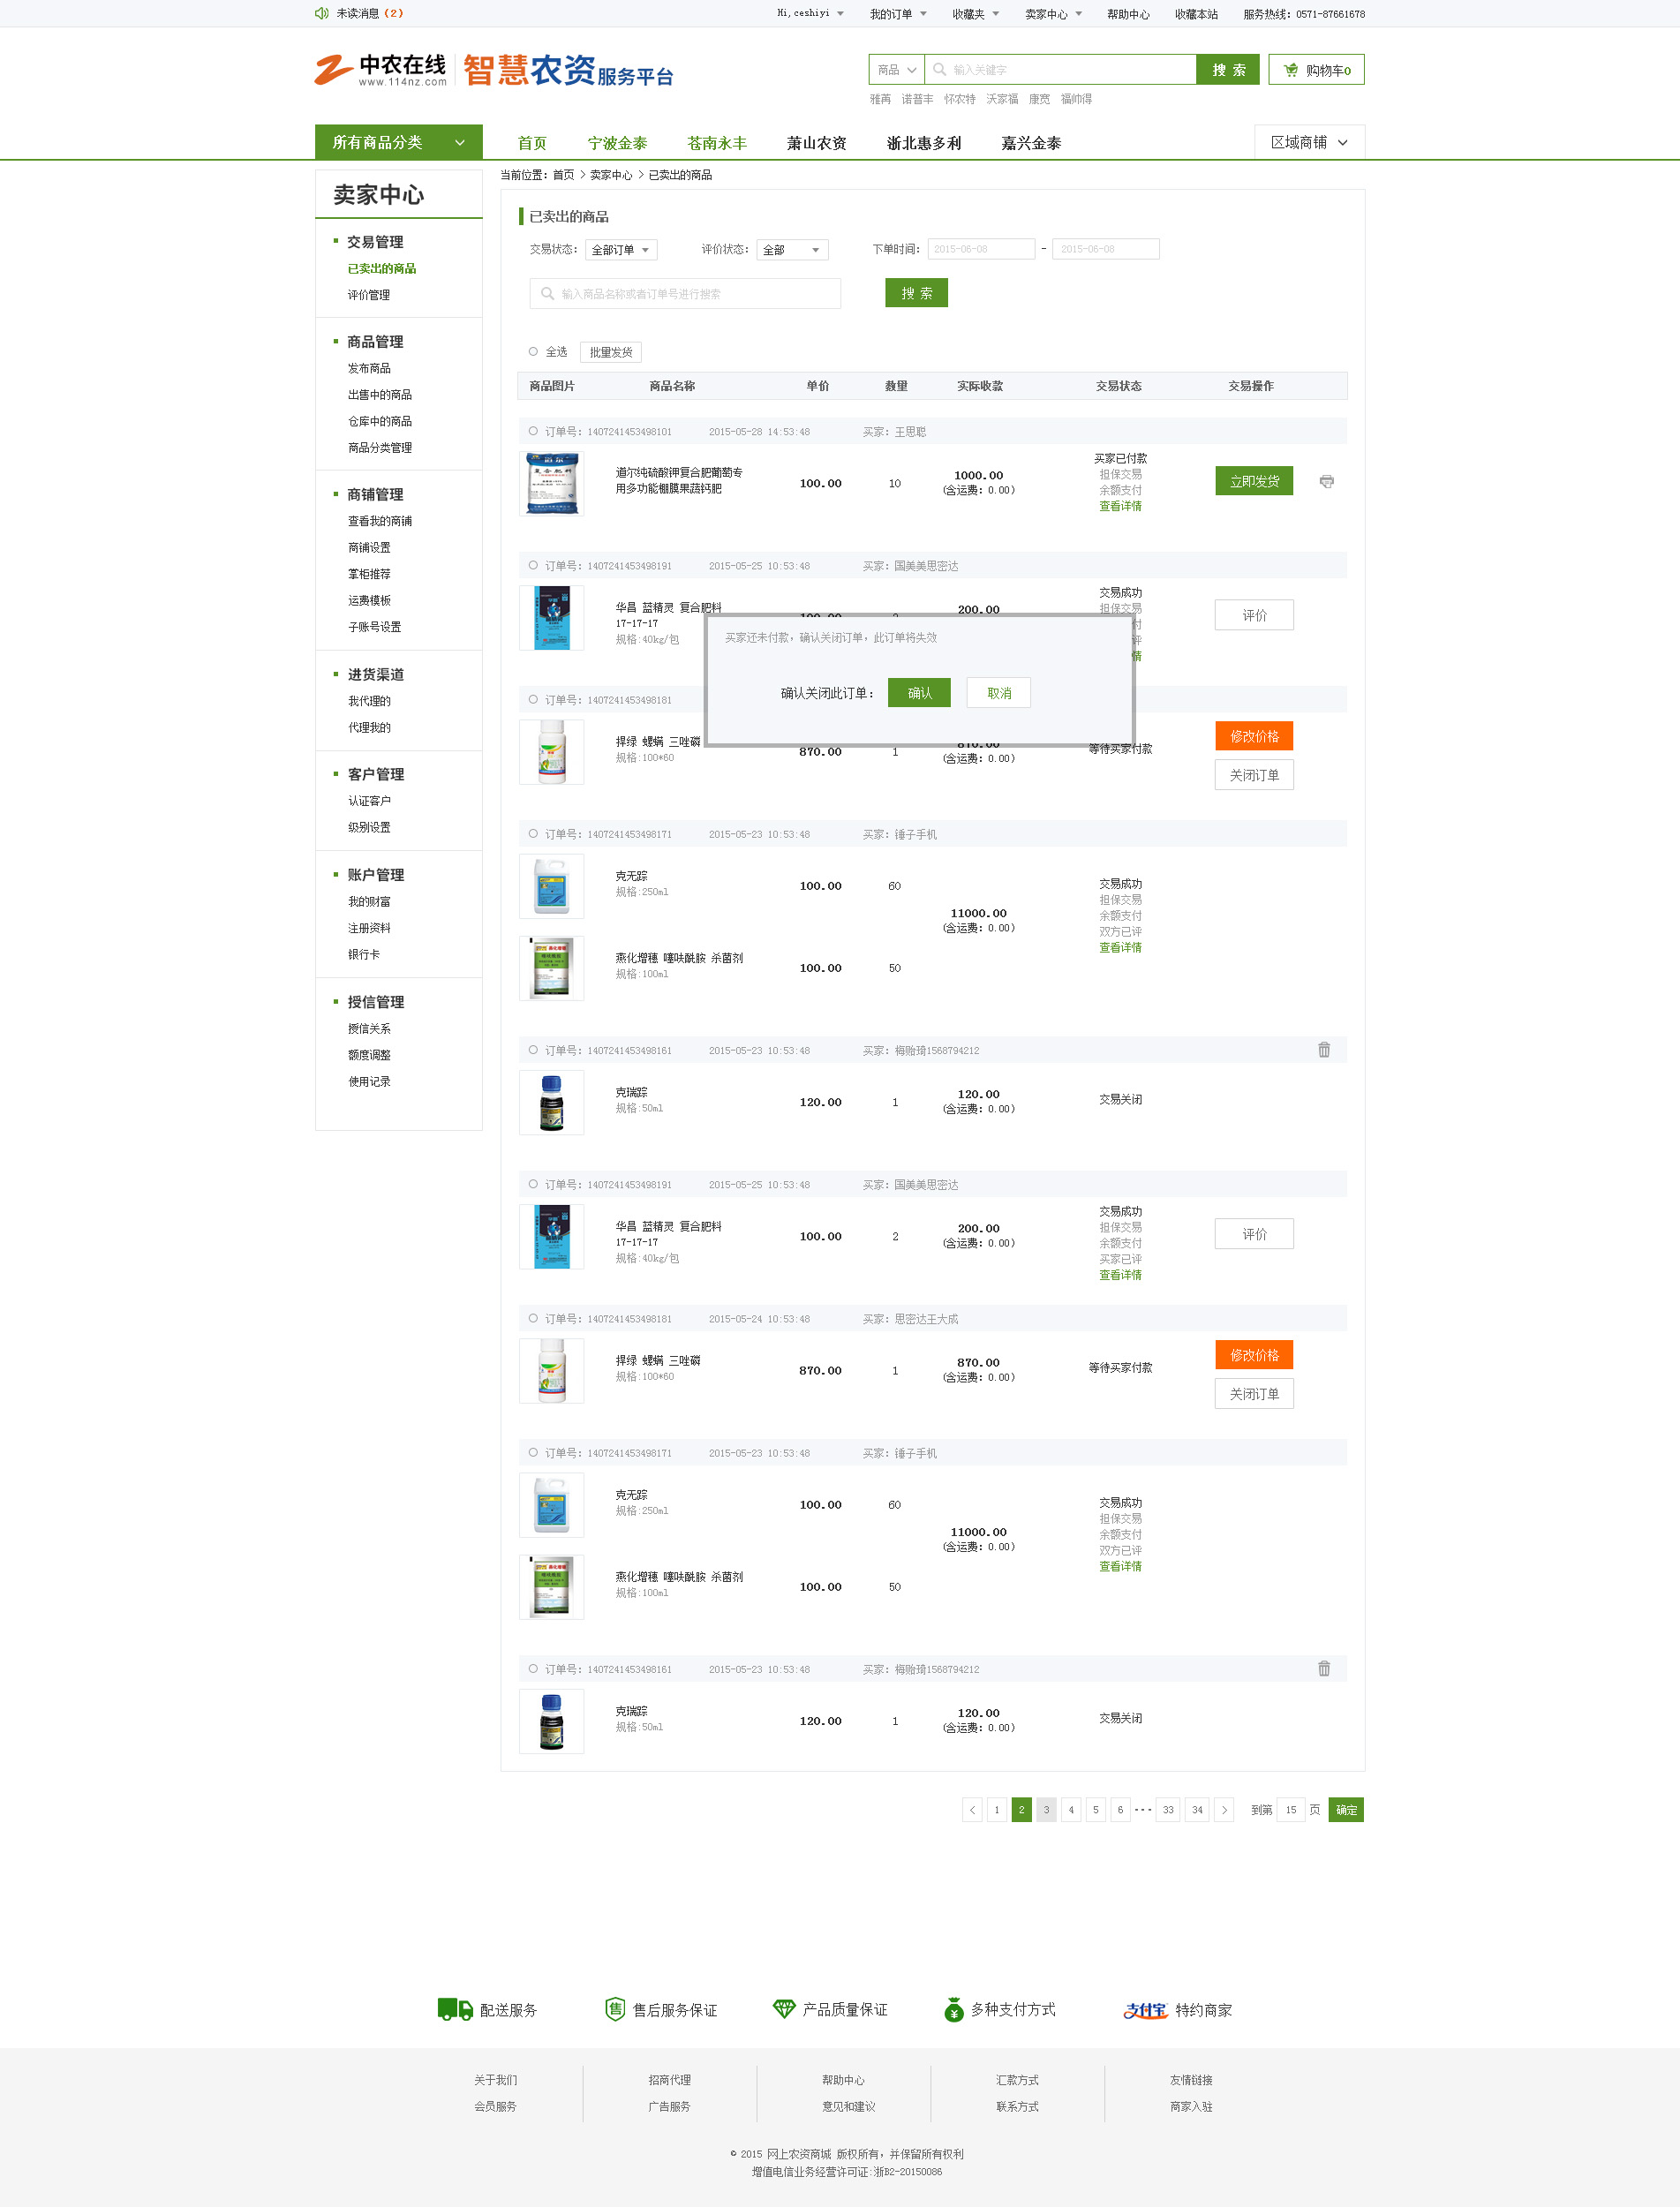 未读消息（2）
Hi,ceshiyi 我的订单 收藏夹 卖家中心 帮助中心 收藏本站 服务热线：0571-87661678
中农在线 www.114nz.com 智慧农资服务平台
商品 输入关键字 搜 索 购物车0
雅苒 诺普丰 怀农特 沃家福 康宽 福帅得
所有商品分类 首页 宁波金泰 苍南永丰 萧山农资 浙北惠多利 嘉兴金泰 区域商铺
卖家中心
交易管理
已卖出的商品
评价管理
商品管理
发布商品
出售中的商品
仓库中的商品
商品分类管理
商铺管理
查看我的商铺
商铺设置
掌柜推荐
运费模板
子账号设置
进货渠道
我代理的
代理我的
客户管理
认证客户
级别设置
账户管理
我的财富
注册资料
银行卡
授信管理
授信关系
额度调整
使用记录
当前位置：首页 > 卖家中心 > 已卖出的商品
已卖出的商品
交易状态： 全部订单 评价状态： 全部 下单时间： 2015-06-08 - 2015-06-08
输入商品名称或者订单号进行搜索 搜 索
全选 批量发货
商品图片 商品名称 单价 数量 实际收款 交易状态 交易操作
订单号：1407241453498101 2015-05-28 14:53:48 买家：王思聪
道尔纯硫酸钾复合肥葡萄专
用多功能棚膜果蔬钙肥
100.00 10 1000.00
(含运费：0.00)
买家已付款
担保交易
余额支付
查看详情
立即发货
订单号：1407241453498191 2015-05-25 10:53:48 买家：国美美思密达
华昌 蓝精灵 复合肥料
17-17-17
规格:40kg/包
200.00
交易成功
担保交易
付
评
情
评价
买家还未付款，确认关闭订单，此订单将失效
确认关闭此订单： 确认 取消
订单号：1407241453498181
捍绿 螺螨 三唑磷
规格:100*60
870.00 1 870.00
(含运费：0.00)
等待买家付款
修改价格
关闭订单
订单号：1407241453498171 2015-05-23 10:53:48 买家：锤子手机
克无踪
规格:250ml
100.00 60
燕化增穗 噻呋酰胺 杀菌剂
规格:100ml
100.00 50
11000.00
(含运费：0.00)
交易成功
担保交易
余额支付
双方已评
查看详情
订单号：1407241453498161 2015-05-23 10:53:48 买家：梅贻琦1568794212
克瑞踪
规格:50ml
120.00 1 120.00
(含运费：0.00)
交易关闭
订单号：1407241453498191 2015-05-25 10:53:48 买家：国美美思密达
华昌 蓝精灵 复合肥料
17-17-17
规格:40kg/包
100.00 2 200.00
(含运费：0.00)
交易成功
担保交易
余额支付
买家已评
查看详情
评价
订单号：1407241453498181 2015-05-24 10:53:48 买家：思密达王大成
捍绿 螺螨 三唑磷
规格:100*60
870.00 1 870.00
(含运费：0.00)
等待买家付款
修改价格
关闭订单
订单号：1407241453498171 2015-05-23 10:53:48 买家：锤子手机
克无踪
规格:250ml
100.00 60
燕化增穗 噻呋酰胺 杀菌剂
规格:100ml
100.00 50
11000.00
(含运费：0.00)
交易成功
担保交易
余额支付
双方已评
查看详情
订单号：1407241453498161 2015-05-23 10:53:48 买家：梅贻琦1568794212
克瑞踪
规格:50ml
120.00 1 120.00
(含运费：0.00)
交易关闭
< 1 2 3 4 5 6 ··· 33 34 > 到第 15 页 确定
配送服务 售后服务保证 产品质量保证 多种支付方式 支付宝 特约商家
关于我们 招商代理 帮助中心 汇款方式 友情链接
会员服务 广告服务 意见和建议 联系方式 商家入驻
© 2015 网上农资商城 版权所有，并保留所有权利
增值电信业务经营许可证:浙B2-20150086